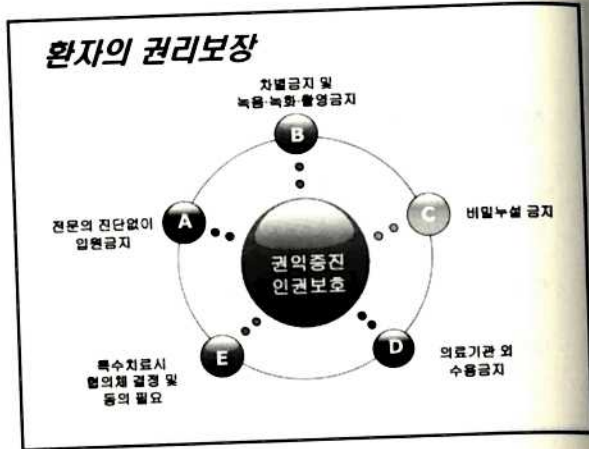 환자의 권리보장
차별금지 및
녹음·녹화·촬영금지
B
전문의 진단없이
입원금지
A
C
비밀누설 금지
권익증진
인권보호
특수치료시
협의체 결정 및
동의 필요
E
D
의료기관 외
수용금지